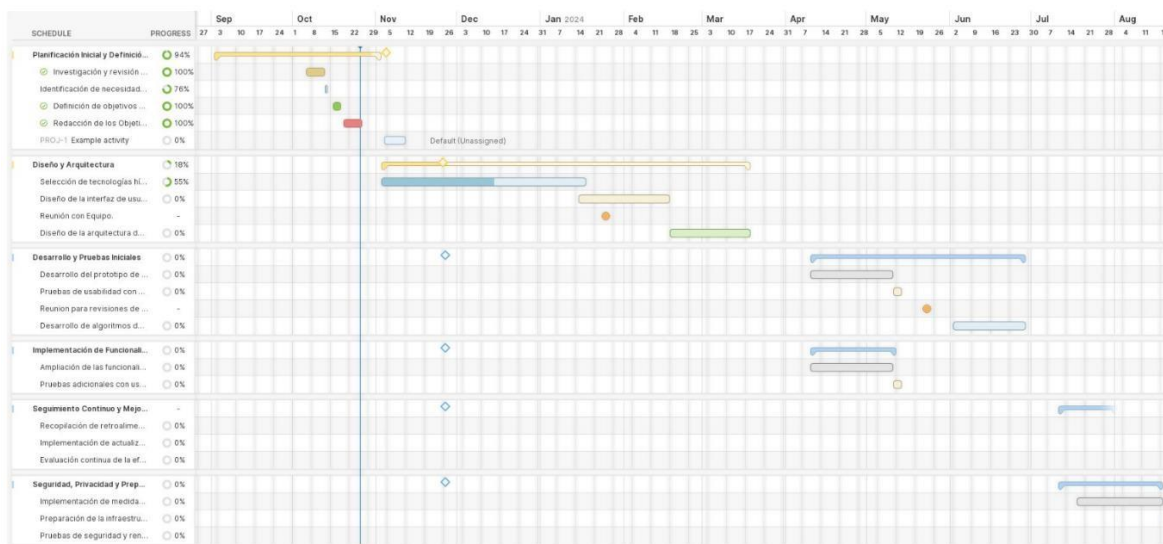 Sep Oct Nov Dec Jan 2024 Feb Mar Apr May Jun Jul Aug
SCHEDULE PROGRESS 27 3 10 17 24 1 8 15 22 29 5 12 19 26 3 10 17 24 31 7 14 21 28 4 11 18 25 3 10 17 24 31 7 14 21 28 5 12 19 26 2 9 16 23 30 7 14 21 28 4 11
Planificación Inicial y Definició... 94%
Investigación y revisión ... 100%
Identificación de necesidad... 76%
Definición de objetivos ... 100%
Redacción de los Objeti... 100%
PROJ-1 Example activity 0% Default (Unassigned)
Diseño y Arquitectura 18%
Selección de tecnologías hí... 55%
Diseño de la interfaz de usu... 0%
Reunión con Equipo. -
Diseño de la arquitectura d... 0%
Desarrollo y Pruebas Iniciales 0%
Desarrollo del prototipo de ... 0%
Pruebas de usabilidad con ... 0%
Reunion para revisiones de ... -
Desarrollo de algoritmos d... 0%
Implementación de Funcionali... 0%
Ampliación de las funcionali... 0%
Pruebas adicionales con us... 0%
Seguimiento Continuo y Mejo... -
Recopilación de retroalime... 0%
Implementación de actualiz... 0%
Evaluación continua de la ef... 0%
Seguridad, Privacidad y Prep... 0%
Implementación de medida... 0%
Preparación de la infraestru... 0%
Pruebas de seguridad y ren... 0%